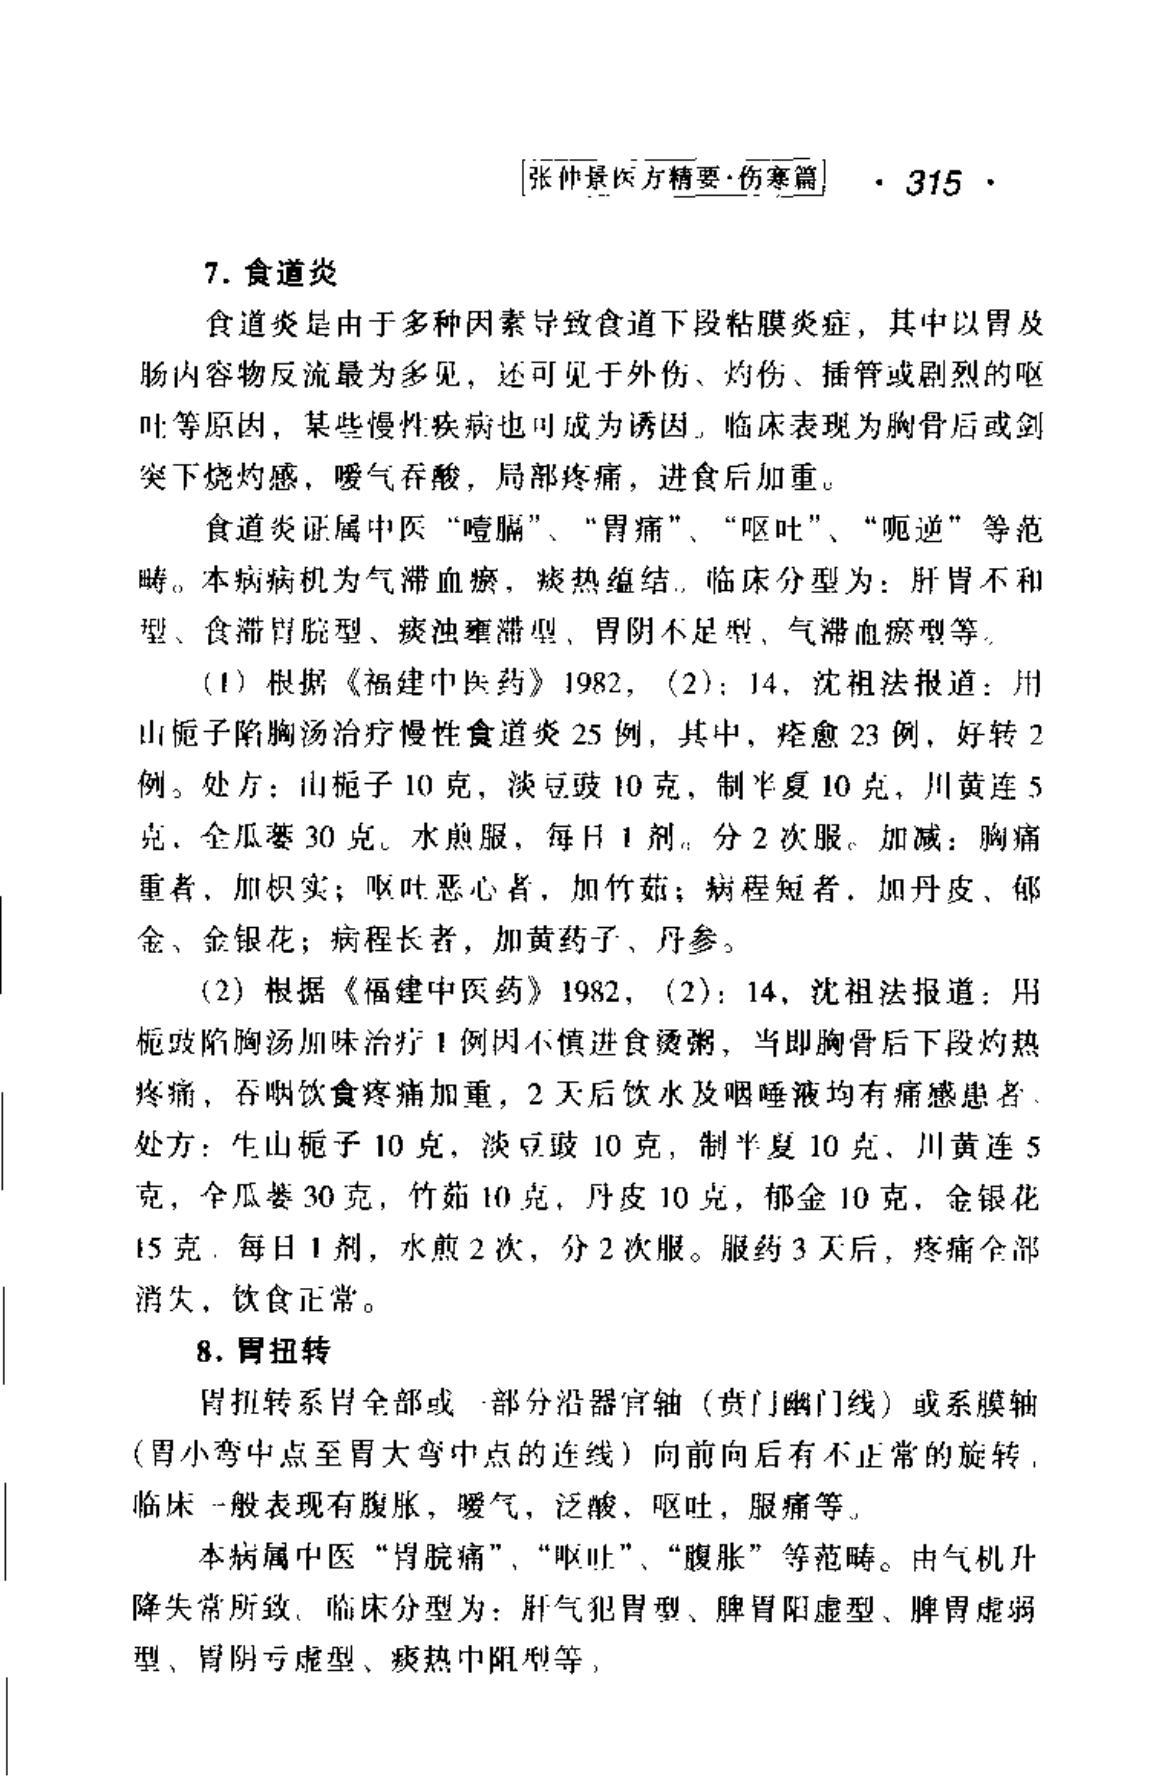 张仲景医方精要·伤寒篇 · 315 ·
7. 食道炎
食道炎是由于多种因素导致食道下段粘膜炎症，其中以胃及
肠内容物反流最为多见，还可见于外伤、灼伤、插管或剧烈的呕
吐等原因，某些慢性疾病也可成为诱因。临床表现为胸骨后或剑
突下烧灼感，嗳气吞酸，局部疼痛，进食后加重。
食道炎证属中医“噎膈”、“胃痛”、“呕吐”、“呃逆”等范
畴。本病病机为气滞血瘀，痰热蕴结。临床分型为：肝胃不和
型、食滞胃脘型、痰浊壅滞型、胃阴不足型、气滞血瘀型等。
(1) 根据《福建中医药》1982，(2)：14，沈祖法报道：用
山栀子陷胸汤治疗慢性食道炎 25 例，其中，痊愈 23 例，好转 2
例。处方：山栀子 10 克，淡豆豉 10 克，制半夏 10 克，川黄连 5
克，全瓜蒌 30 克。水煎服，每日 1 剂。分 2 次服。加减：胸痛
重者，加枳实；呕吐恶心者，加竹茹；病程短者，加丹皮、郁
金、金银花；病程长者，加黄药子、丹参。
(2) 根据《福建中医药》1982，(2)：14，沈祖法报道：用
栀豉陷胸汤加味治疗 1 例因不慎进食烫粥，当即胸骨后下段灼热
疼痛，吞咽饮食疼痛加重，2 天后饮水及咽唾液均有痛感患者。
处方：生山栀子 10 克，淡豆豉 10 克，制半夏 10 克，川黄连 5
克，全瓜蒌 30 克，竹茹 10 克，丹皮 10 克，郁金 10 克，金银花
15 克。每日 1 剂，水煎 2 次，分 2 次服。服药 3 天后，疼痛全部
消失，饮食正常。
8. 胃扭转
胃扭转系胃全部或一部分沿器官轴（贲门幽门线）或系膜轴
（胃小弯中点至胃大弯中点的连线）向前向后有不正常的旋转。
临床一般表现有腹胀，嗳气，泛酸，呕吐，服痛等。
本病属中医“胃脘痛”、“呕吐”、“腹胀”等范畴。由气机升
降失常所致。临床分型为：肝气犯胃型、脾胃阳虚型、脾胃虚弱
型、胃阴亏虚型、痰热中阻型等。